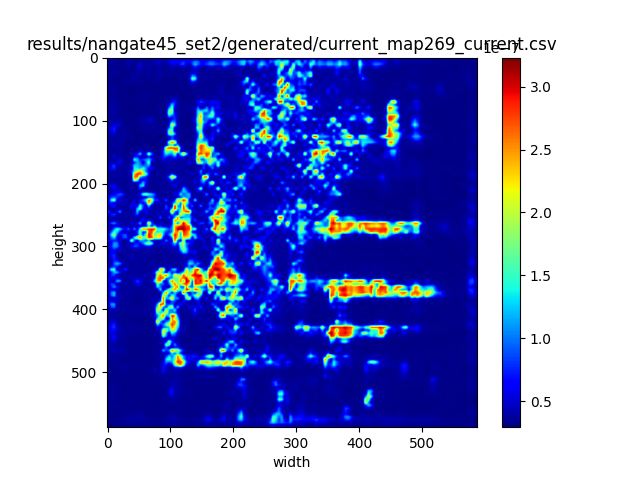 results/nangate45_set2/generated/current_map269_current.csv
1e−7
0
100
200
300
400
500
height
0 100 200 300 400 500
width
3.0
2.5
2.0
1.5
1.0
0.5